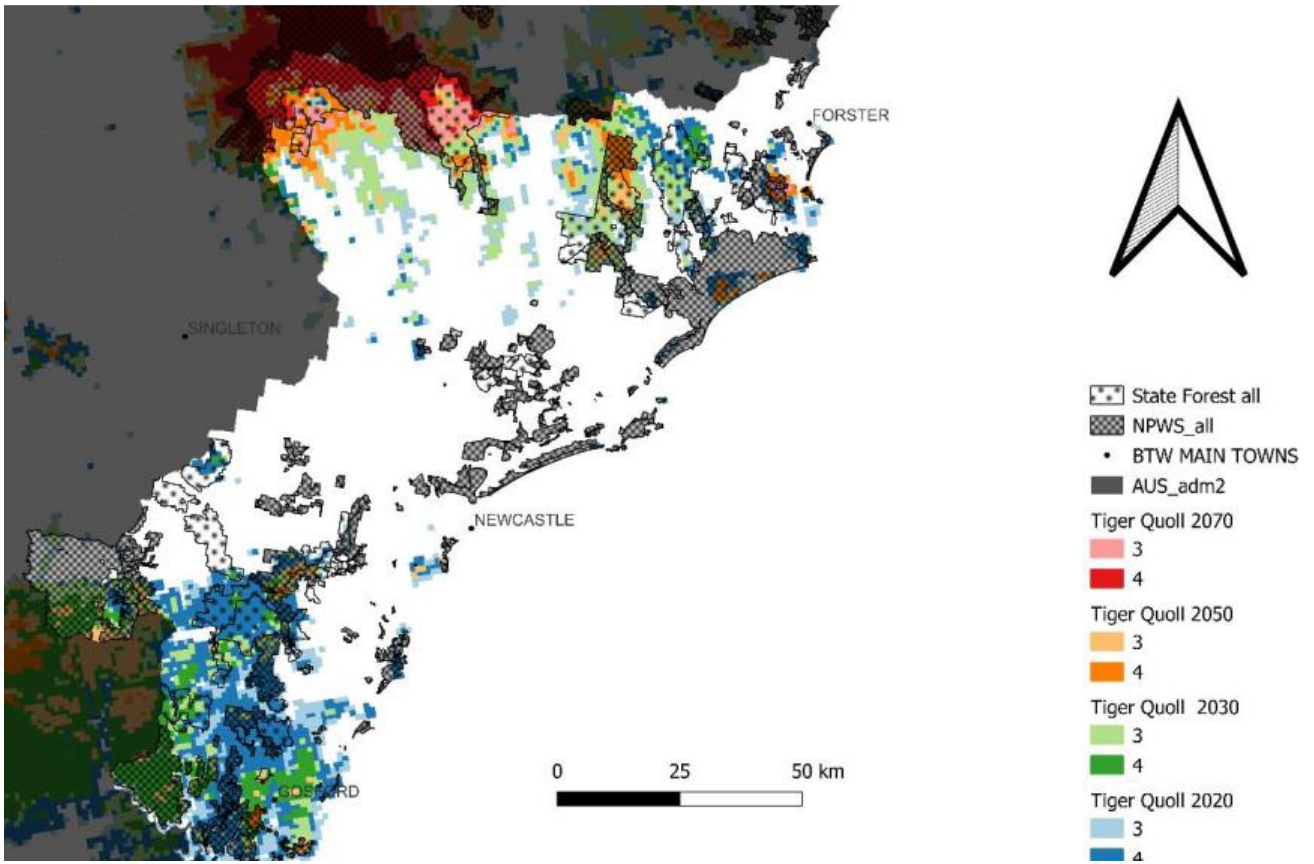 FORSTER
SINGLETON
NEWCASTLE
GOSFORD
0 25 50 km
State Forest all
NPWS_all
BTW MAIN TOWNS
AUS_adm2
Tiger Quoll 2070
3
4
Tiger Quoll 2050
3
4
Tiger Quoll 2030
3
4
Tiger Quoll 2020
3
4